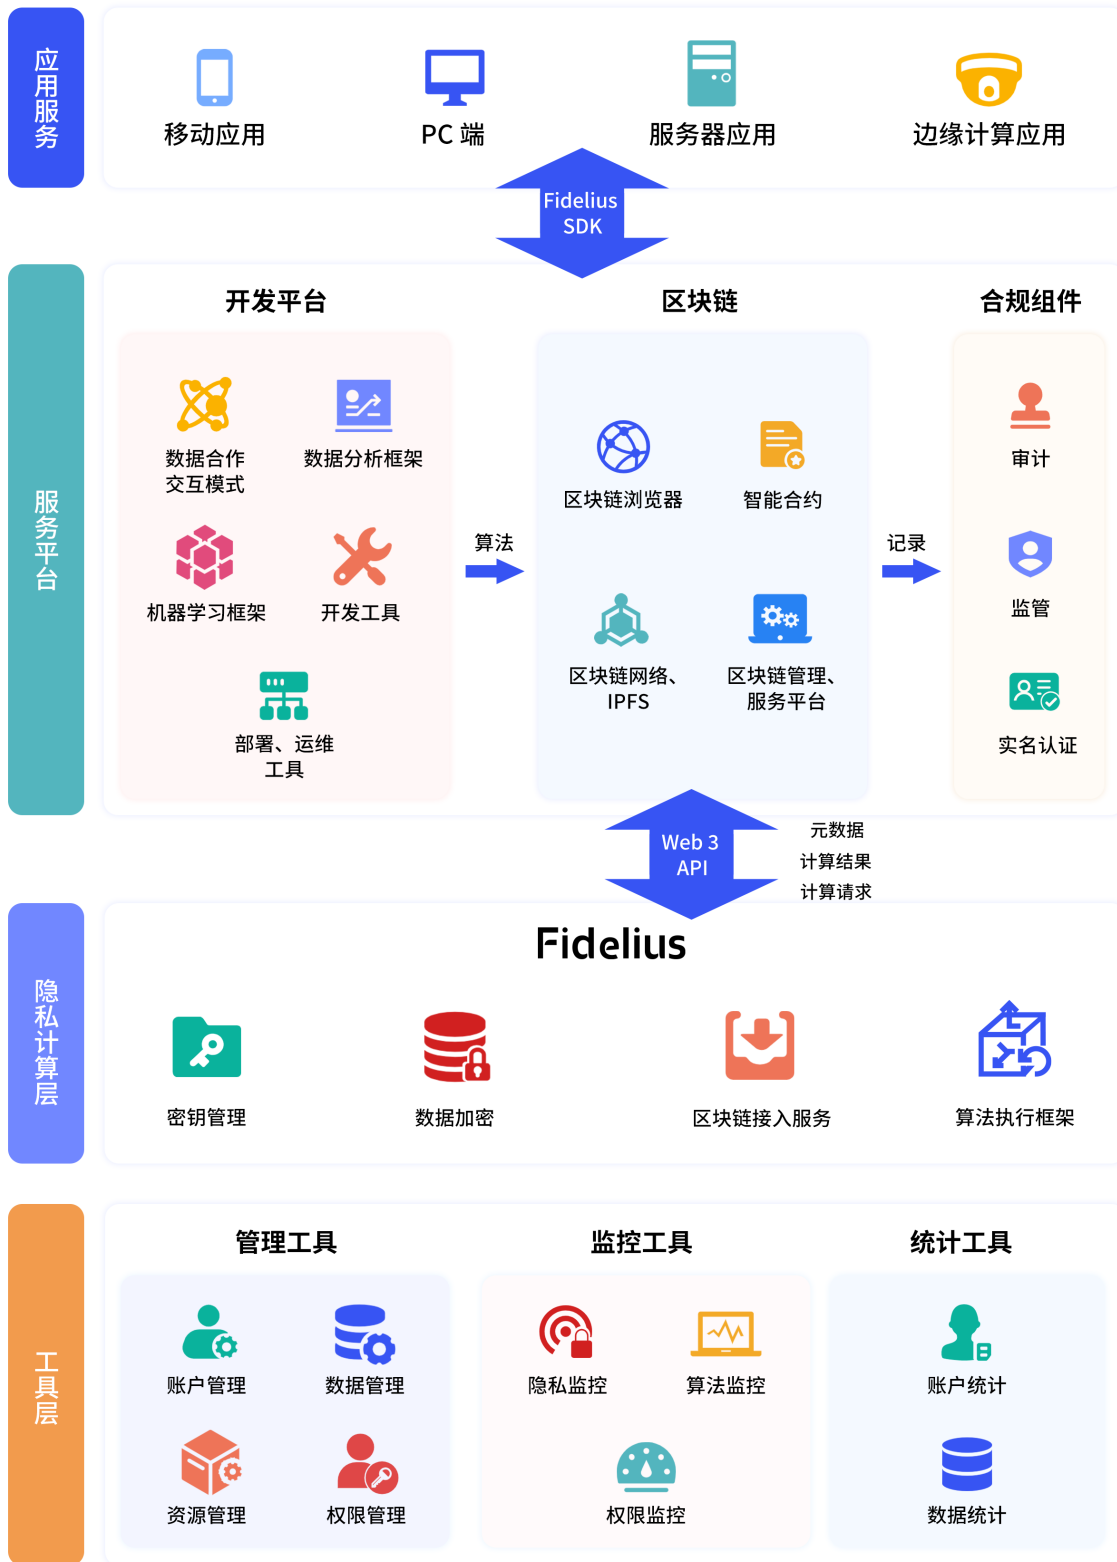 应用服务
移动应用
PC 端
服务器应用
边缘计算应用
Fidelius
SDK
服务平台
开发平台
区块链
合规组件
数据合作
交互模式
数据分析框架
机器学习框架
开发工具
部署、运维
工具
算法
区块链浏览器
智能合约
区块链网络、
IPFS
区块链管理、
服务平台
记录
审计
监管
实名认证
Web 3
API
元数据
计算结果
计算请求
隐私计算层
Fidelius
密钥管理
数据加密
区块链接入服务
算法执行框架
工具层
管理工具
监控工具
统计工具
账户管理
数据管理
资源管理
权限管理
隐私监控
算法监控
权限监控
账户统计
数据统计